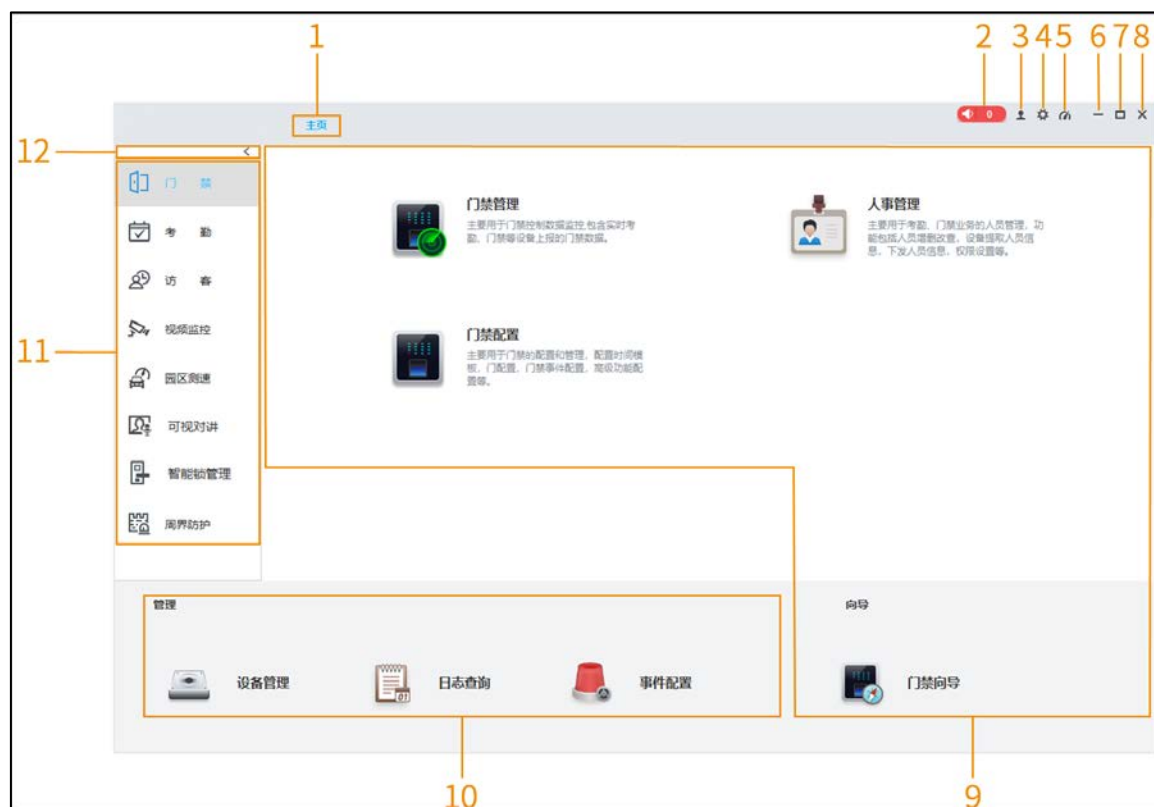 1
2 3 4 5 6 7 8
主页
0
12
门 禁
考 勤
访 客
视频监控
11
园区测速
可视对讲
智能锁管理
周界防护
门禁管理
主要用于门禁控制数据监控,包含实时考
勤、门禁等设备上报的门禁数据。
人事管理
主要用于考勤、门禁业务的人员管理,功
能包括人员增删改查,设备提取人员信
息,下发人员信息,权限设置等。
门禁配置
主要用于门禁的配置和管理,配置时间模
板,门配置,门禁事件配置,高级功能配
置等。
管理
向导
设备管理
日志查询
01
事件配置
门禁向导
10
9